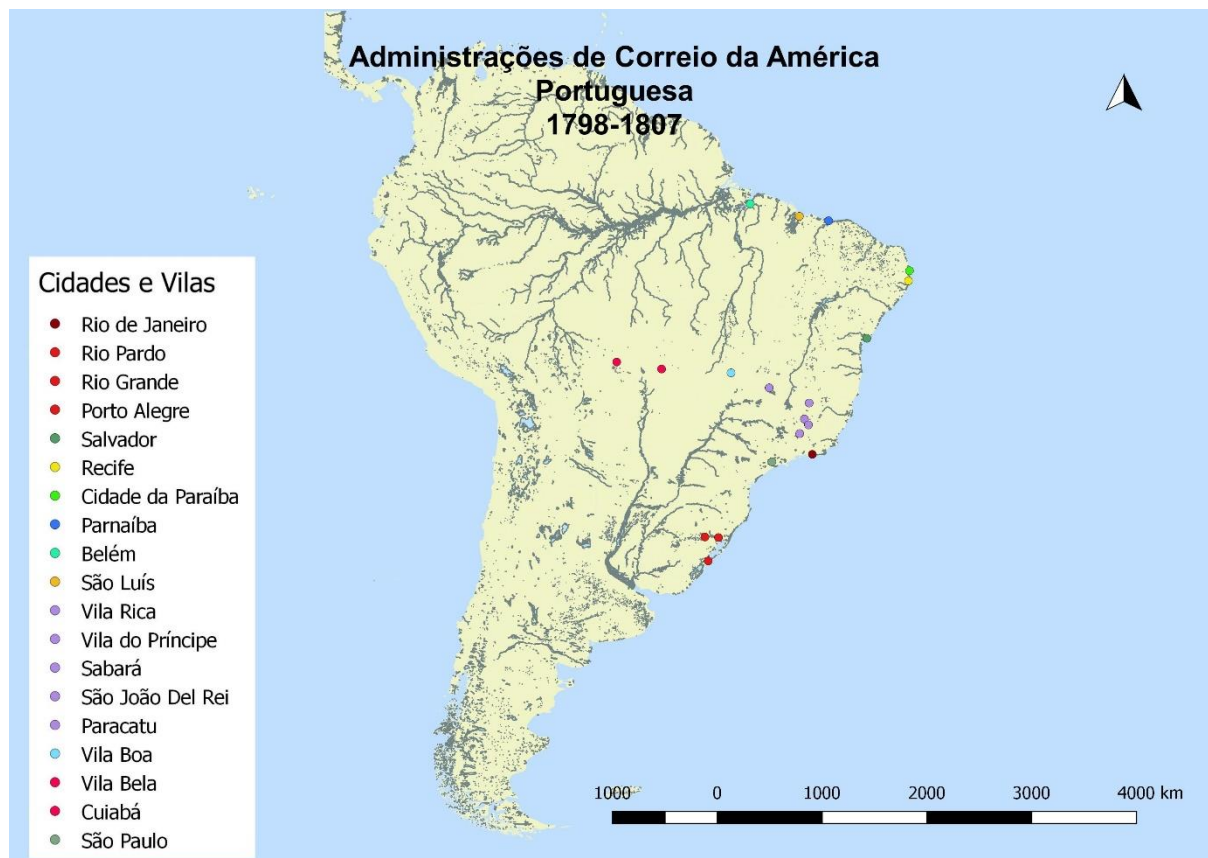 Administrações de Correio da América
Portuguesa
1798-1807
Cidades e Vilas
Rio de Janeiro
Rio Pardo
Rio Grande
Porto Alegre
Salvador
Recife
Cidade da Paraíba
Parnaíba
Belém
São Luís
Vila Rica
Vila do Príncipe
Sabará
São João Del Rei
Paracatu
Vila Boa
Vila Bela
Cuiabá
São Paulo
1000 0 1000 2000 3000 4000 km